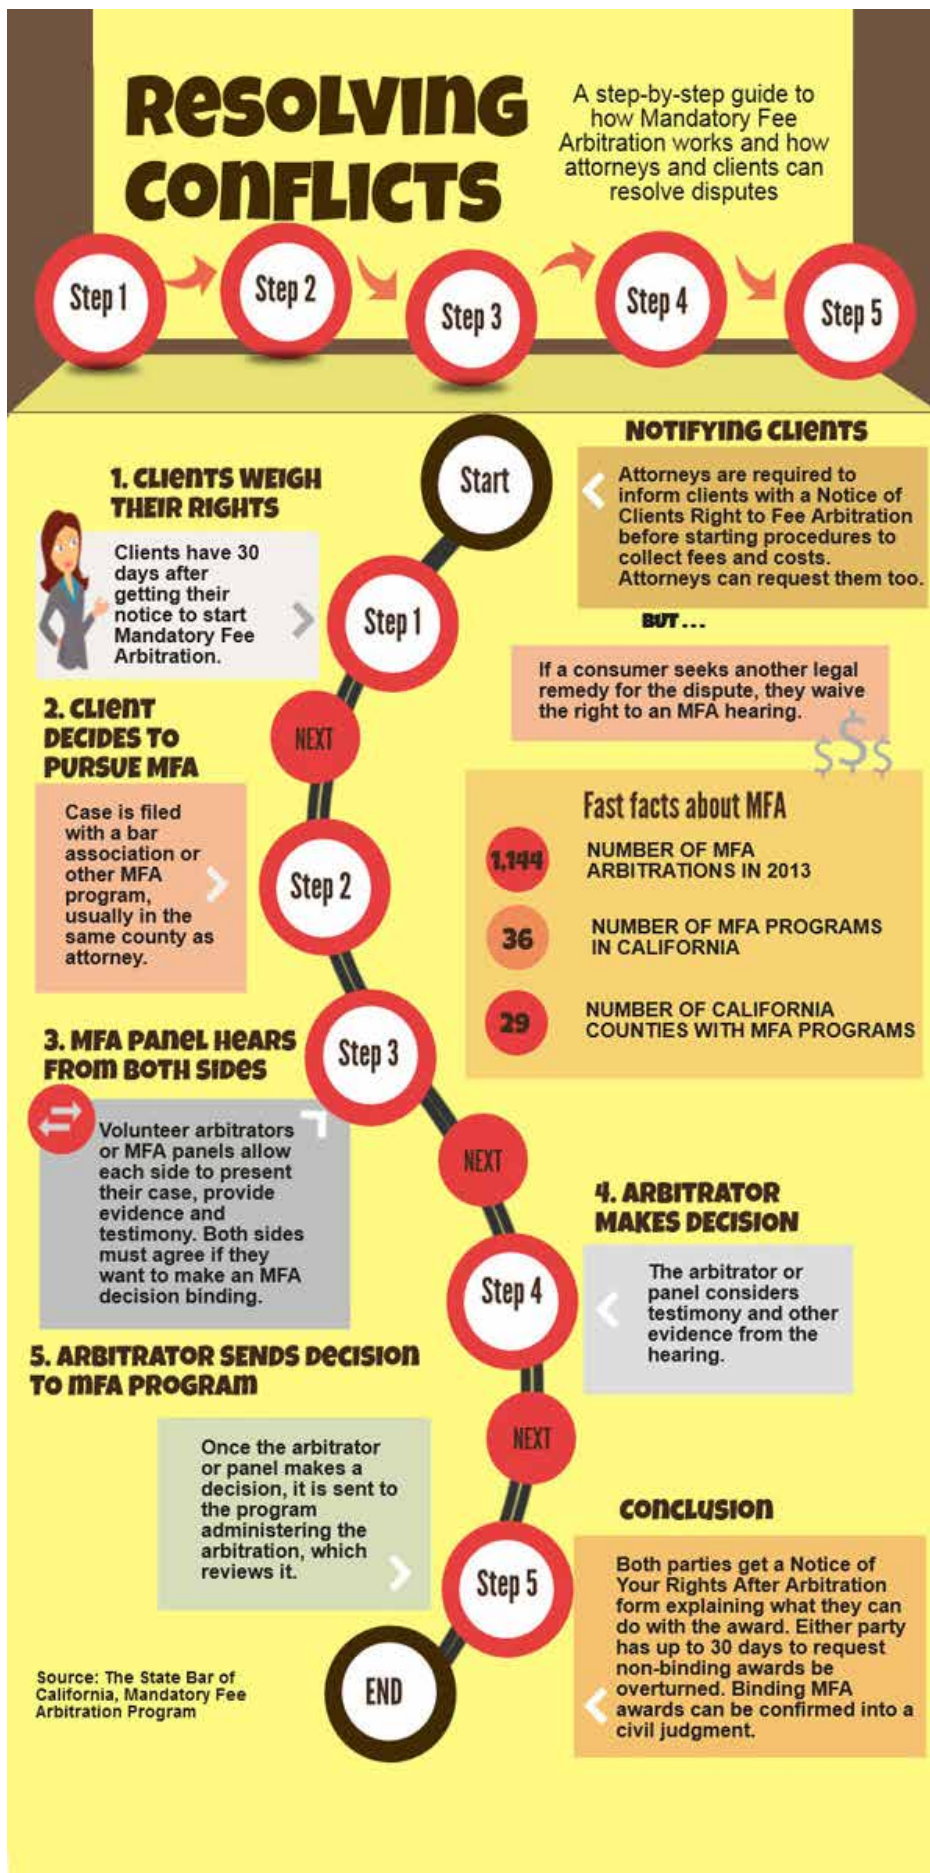 RESOLVING
CONFLICTS
A step-by-step guide to
how Mandatory Fee
Arbitration works and how
attorneys and clients can
resolve disputes
Step 1
Step 2
Step 3
Step 4
Step 5
Start
NOTIFYING CLIENTS
Attorneys are required to
inform clients with a Notice of
Clients Right to Fee Arbitration
before starting procedures to
collect fees and costs.
Attorneys can request them too.
BUT...
If a consumer seeks another legal
remedy for the dispute, they waive
the right to an MFA hearing.
$$$
1. CLIENTS WEIGH
THEIR RIGHTS
Clients have 30
days after
getting their
notice to start
Mandatory Fee
Arbitration.
Step 1
NEXT
2. CLIENT
DECIDES TO
PURSUE MFA
Case is filed
with a bar
association or
other MFA
program,
usually in the
same county as
attorney.
Step 2
Fast facts about MFA
1,144
NUMBER OF MFA
ARBITRATIONS IN 2013
36
NUMBER OF MFA PROGRAMS
IN CALIFORNIA
29
NUMBER OF CALIFORNIA
COUNTIES WITH MFA PROGRAMS
3. MFA PANEL HEARS
FROM BOTH SIDES
Step 3
Volunteer arbitrators
or MFA panels allow
each side to present
their case, provide
evidence and
testimony. Both sides
must agree if they
want to make an MFA
decision binding.
NEXT
4. ARBITRATOR
MAKES DECISION
Step 4
The arbitrator or
panel considers
testimony and other
evidence from the
hearing.
5. ARBITRATOR SENDS DECISION
TO MFA PROGRAM
NEXT
Once the arbitrator
or panel makes a
decision, it is sent to
the program
administering the
arbitration, which
reviews it.
Step 5
CONCLUSION
Both parties get a Notice of
Your Rights After Arbitration
form explaining what they can
do with the award. Either party
has up to 30 days to request
non-binding awards be
overturned. Binding MFA
awards can be confirmed into a
civil judgment.
END
Source: The State Bar of
California, Mandatory Fee
Arbitration Program